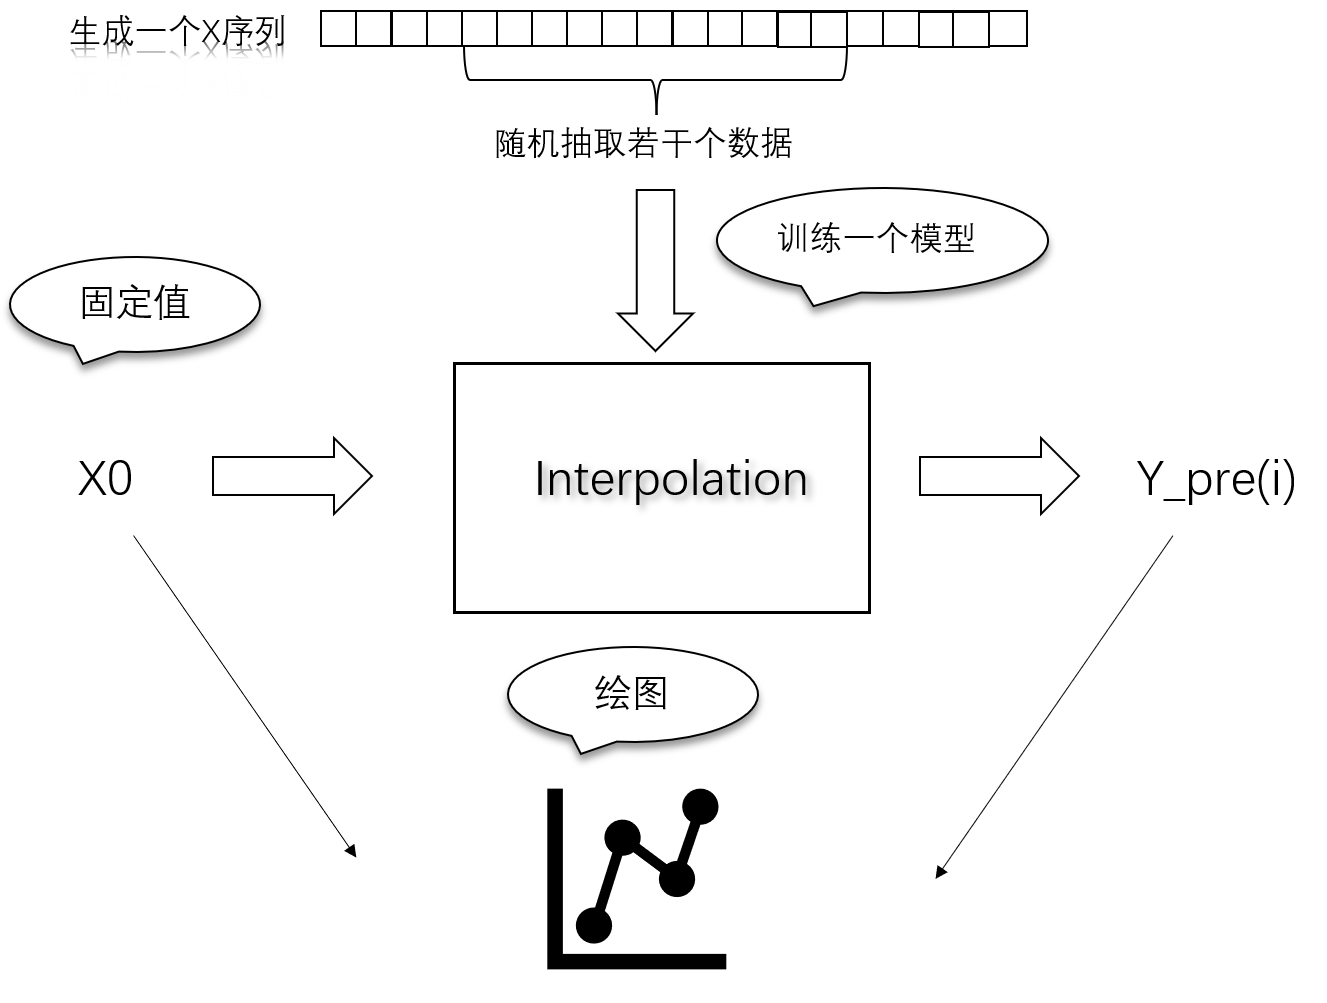 生成一个X序列
随机抽取若干个数据
训练一个模型
固定值
X0
Interpolation
Y_pre(i)
绘图